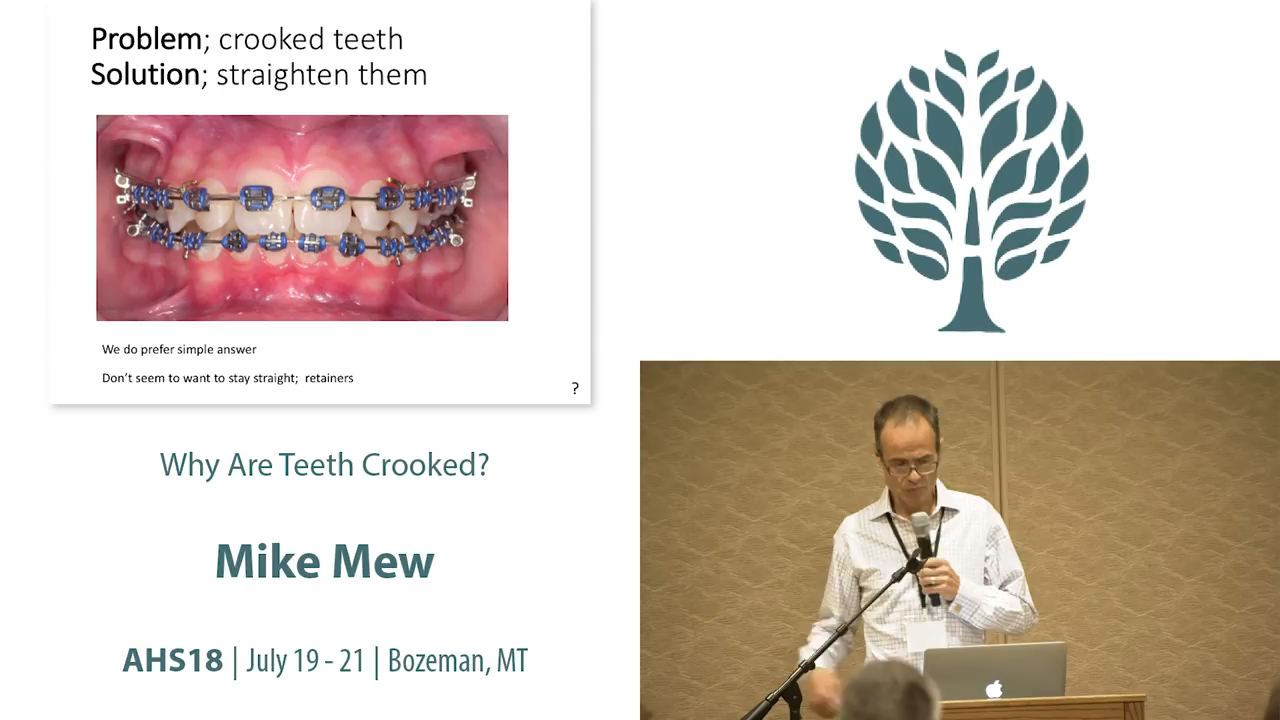 Problem; crooked teeth
Solution; straighten them
We do prefer simple answer
Don't seem to want to stay straight;  retainers
?
Why Are Teeth Crooked?
Mike Mew
AHS18 | July 19 - 21 | Bozeman, MT